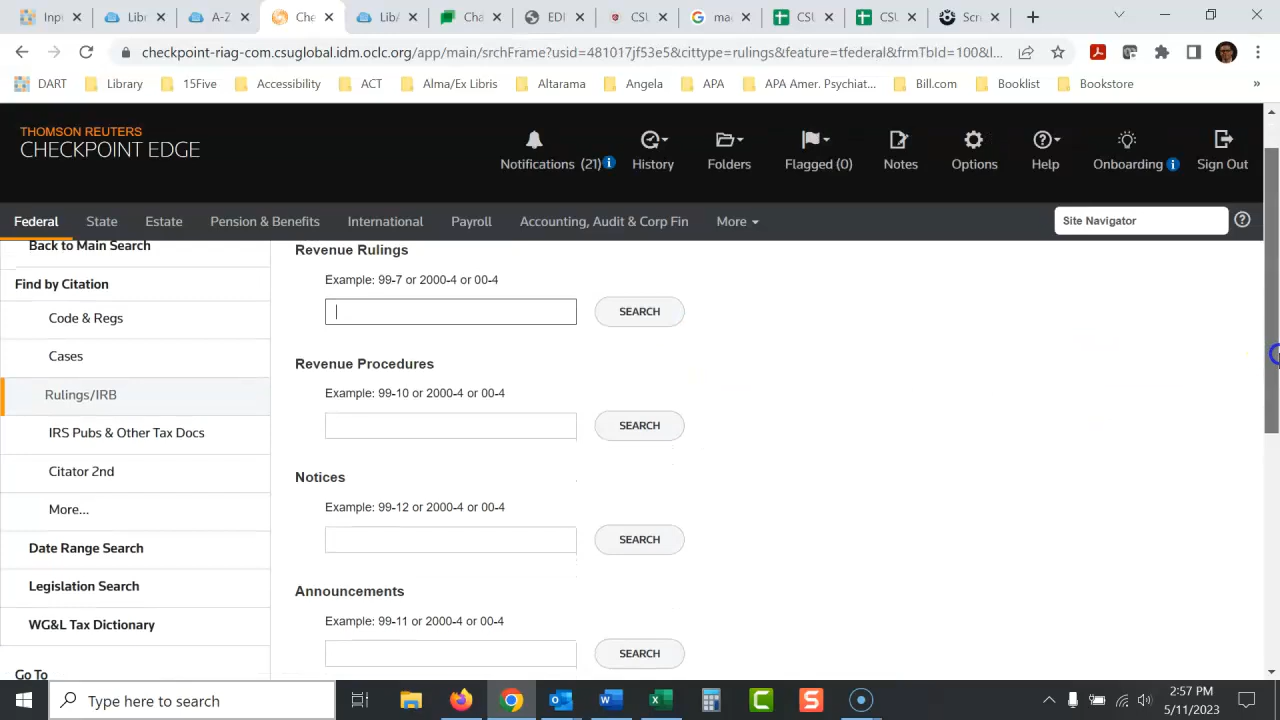 Inp
Libr
A-Z
Che
Lib
Cha
EDI
CSU
ma
CSU
CSU
Scr
checkpoint-riag-com.csuglobal.idm.oclc.org/app/main/srchFrame?usid=481017jf53e5&cittype=rulings&feature=tfederal&frmTbId=100&l...
DART Library 15Five Accessibility ACT Alma/Ex Libris Altarama Angela APA APA Amer. Psychiat... Bill.com Booklist Bookstore »
THOMSON REUTERS
CHECKPOINT EDGE
Notifications (21) History Folders Flagged (0) Notes Options Help Onboarding Sign Out
Federal State Estate Pension & Benefits International Payroll Accounting, Audit & Corp Fin More Site Navigator
Back to Main Search
Find by Citation
Code & Regs
Cases
Rulings/IRB
IRS Pubs & Other Tax Docs
Citator 2nd
More...
Date Range Search
Legislation Search
WG&L Tax Dictionary
Go To
Revenue Rulings
Example: 99-7 or 2000-4 or 00-4
SEARCH
Revenue Procedures
Example: 99-10 or 2000-4 or 00-4
SEARCH
Notices
Example: 99-12 or 2000-4 or 00-4
SEARCH
Announcements
Example: 99-11 or 2000-4 or 00-4
SEARCH
Type here to search
2:57 PM
5/11/2023